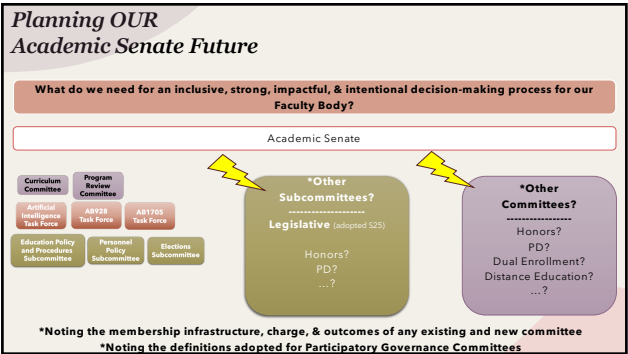 Planning OUR
Academic Senate Future
What do we need for an inclusive, strong, impactful, & intentional decision-making process for our
Faculty Body?
Academic Senate
Curriculum
Committee
Program
Review
Committee
Artificial
Intelligence
Task Force
AB928
Task Force
AB1705
Task Force
Education Policy
and Procedures
Subcommittee
Personnel
Policy
Subcommittee
Elections
Subcommittee
*Other
Subcommittees?
--------------------
Legislative (adopted S25)
Honors?
PD?
...?
*Other
Committees?
-----------------
Honors?
PD?
Dual Enrollment?
Distance Education?
...?
*Noting the membership infrastructure, charge, & outcomes of any existing and new committee
*Noting the definitions adopted for Participatory Governance Committees